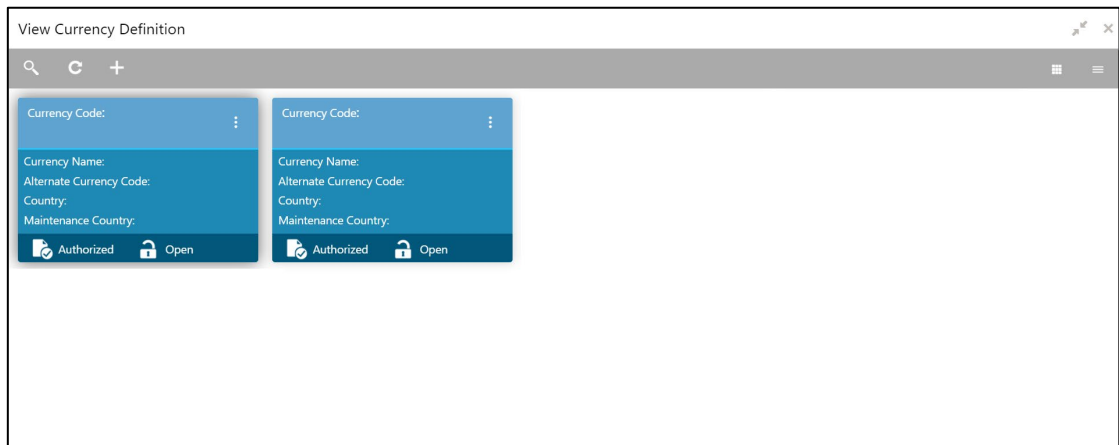 View Currency Definition
Currency Code:
Currency Name:
Alternate Currency Code:
Country:
Maintenance Country:
Authorized Open
Currency Code:
Currency Name:
Alternate Currency Code:
Country:
Maintenance Country:
Authorized Open